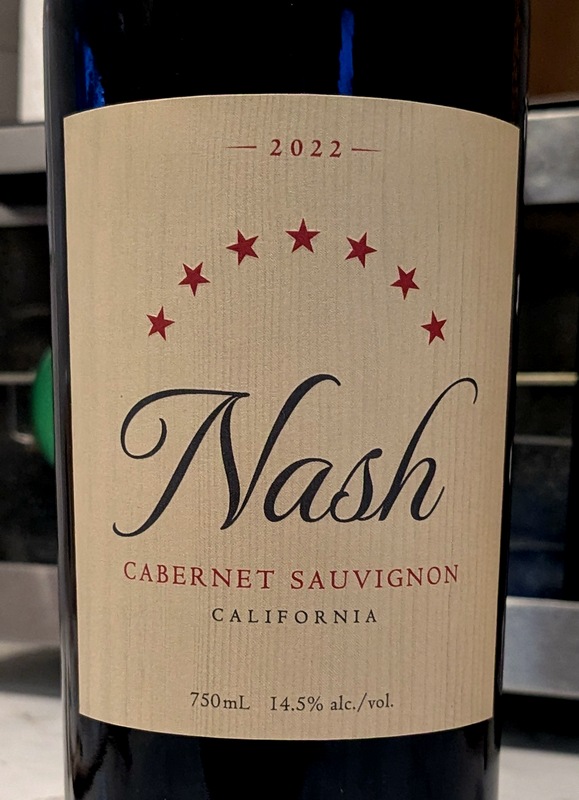 2022
Nash
CABERNET SAUVIGNON
CALIFORNIA
750mL 14.5% alc./vol.